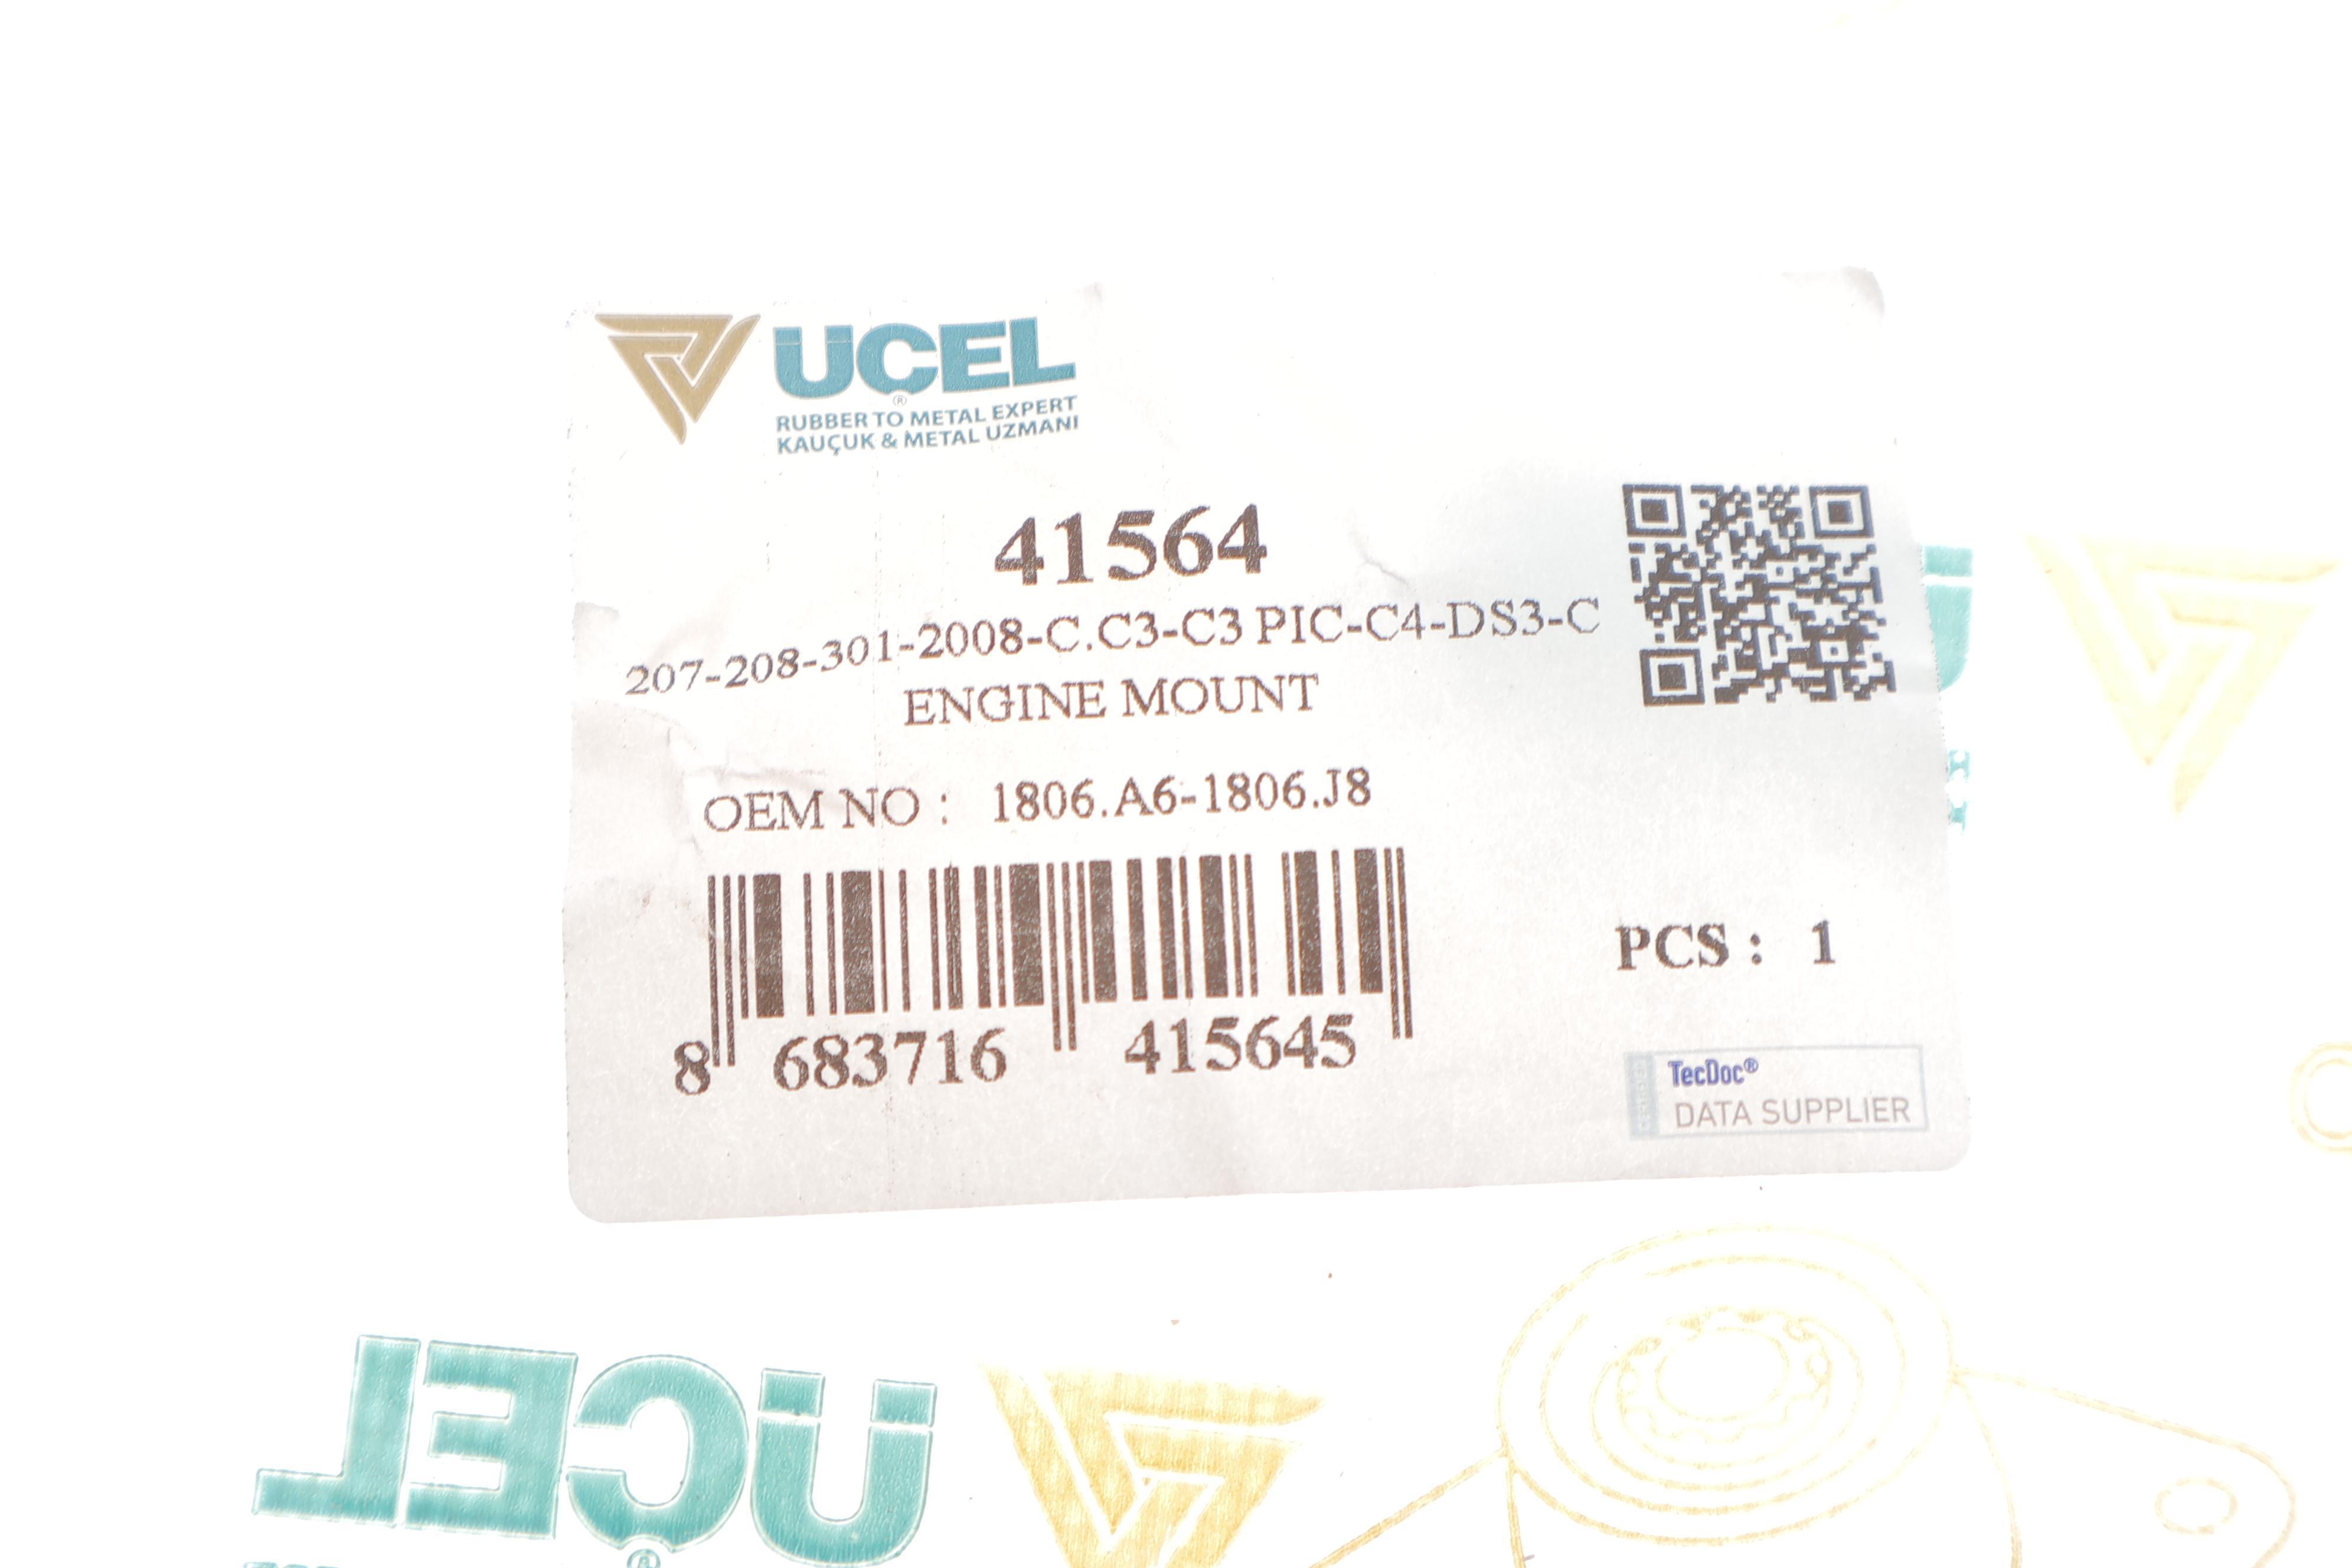 ÜÇEL
®
RUBBER TO METAL EXPERT
KAUÇUK & METAL UZMANI
41564
207-208-301-2008-C.C3-C3 PIC-C4-DS3-C
ENGINE MOUNT
OEM NO : 1806.A6-1806.J8
8 683716 415645
PCS : 1
TecDoc®
DATA SUPPLIER
ÜÇEL
®